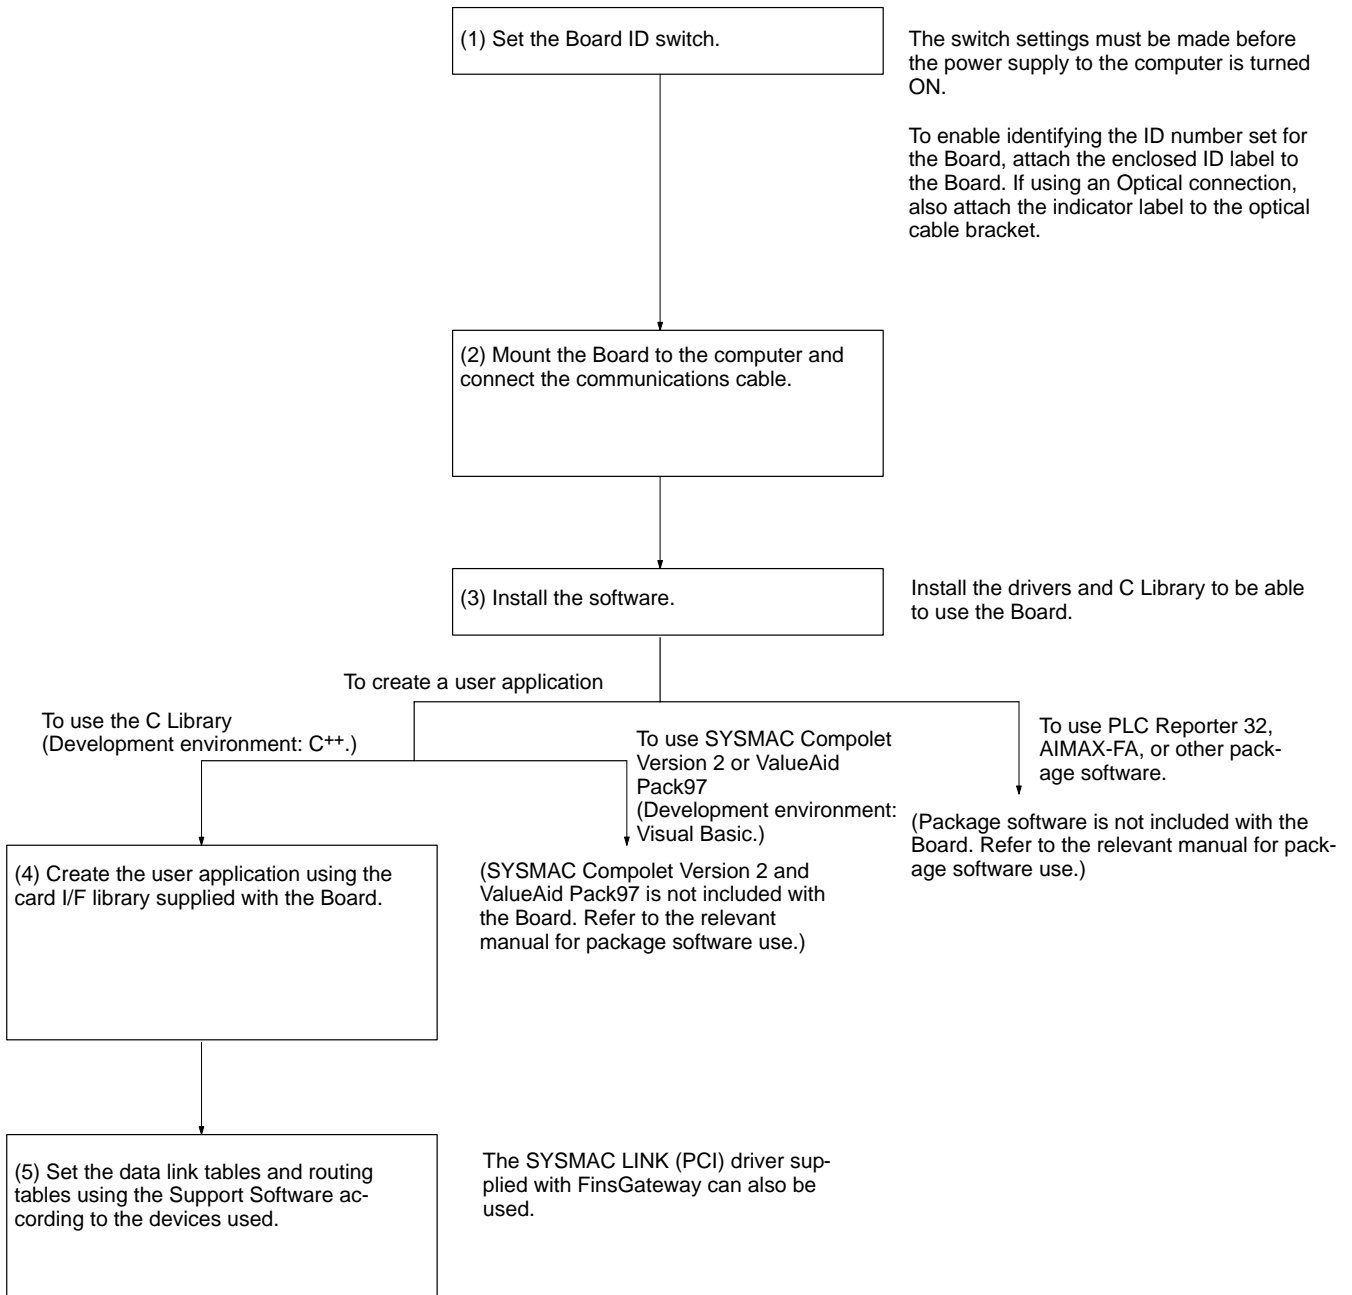 (1) Set the Board ID switch.
The switch settings must be made before
the power supply to the computer is turned
ON.
To enable identifying the ID number set for
the Board, attach the enclosed ID label to
the Board. If using an Optical connection,
also attach the indicator label to the optical
cable bracket.
(2) Mount the Board to the computer and
connect the communications cable.
(3) Install the software.
Install the drivers and C Library to be able
to use the Board.
To create a user application
To use the C Library
(Development environment: C++.)
To use SYSMAC Compolet
Version 2 or ValueAid
Pack97
(Development environment:
Visual Basic.)
To use PLC Reporter 32,
AIMAX-FA, or other pack-
age software.
(Package software is not included with the
Board. Refer to the relevant manual for pack-
age software use.)
(4) Create the user application using the
card I/F library supplied with the Board.
(SYSMAC Compolet Version 2 and
ValueAid Pack97 is not included with
the Board. Refer to the relevant
manual for package software use.)
(5) Set the data link tables and routing
tables using the Support Software ac-
cording to the devices used.
The SYSMAC LINK (PCI) driver sup-
plied with FinsGateway can also be
used.